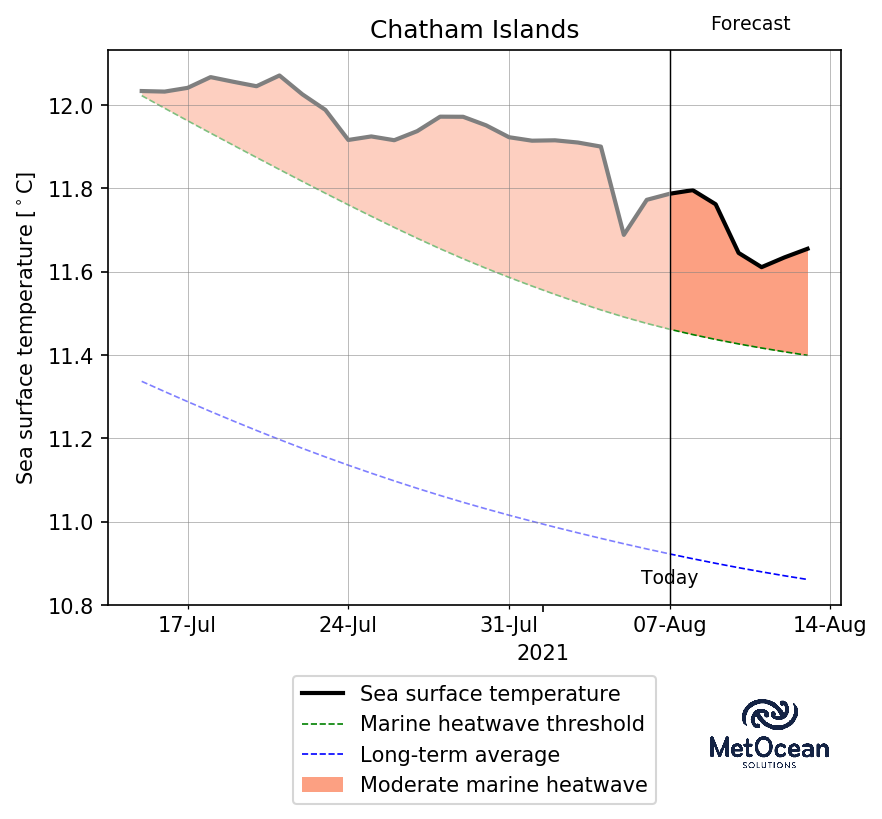 Chatham Islands
Forecast
Sea surface temperature [°C]
12.0
11.8
11.6
11.4
11.2
11.0
10.8
Today
17-Jul 24-Jul 31-Jul 07-Aug 14-Aug
2021
Sea surface temperature
Marine heatwave threshold
Long-term average
Moderate marine heatwave
MetOcean
SOLUTIONS